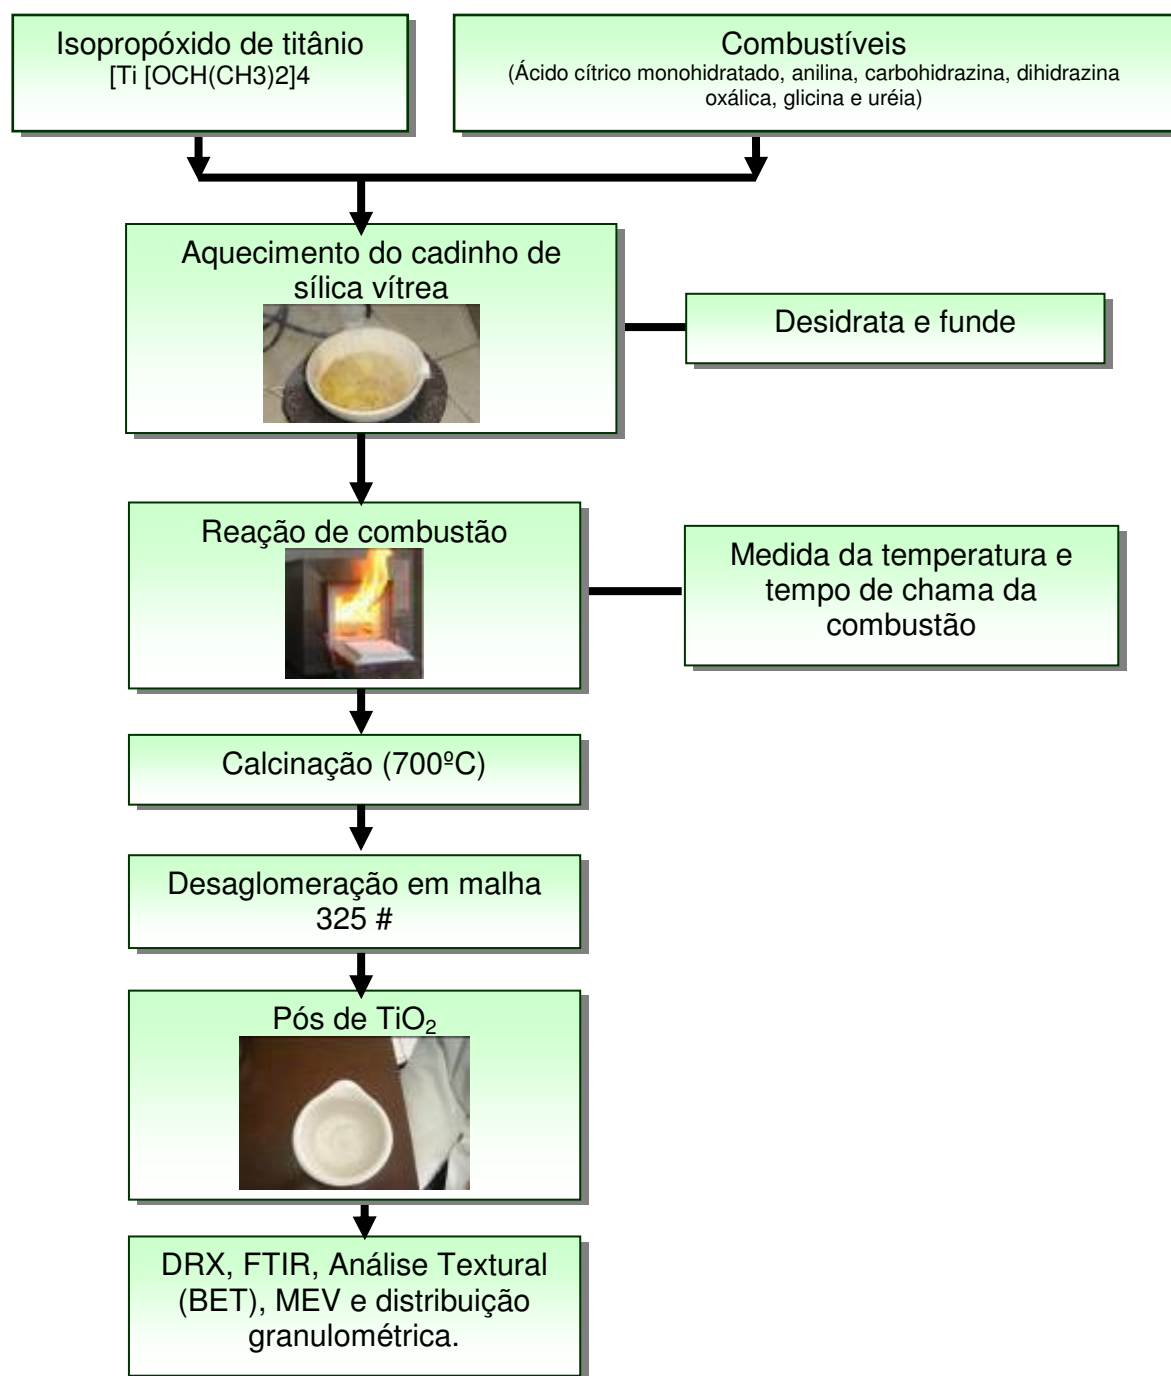 Isopropóxido de titânio
[Ti [OCH(CH3)2]4
Combustíveis
(Ácido cítrico monohidratado, anilina, carbohidrazina, dihidrazina
oxálica, glicina e uréia)
Aquecimento do cadinho de
sílica vítrea
Desidrata e funde
Reação de combustão
Medida da temperatura e
tempo de chama da
combustão
Calcinação (700ºC)
Desaglomeração em malha
325 #
Pós de TiO₂
DRX, FTIR, Análise Textural
(BET), MEV e distribuição
granulométrica.